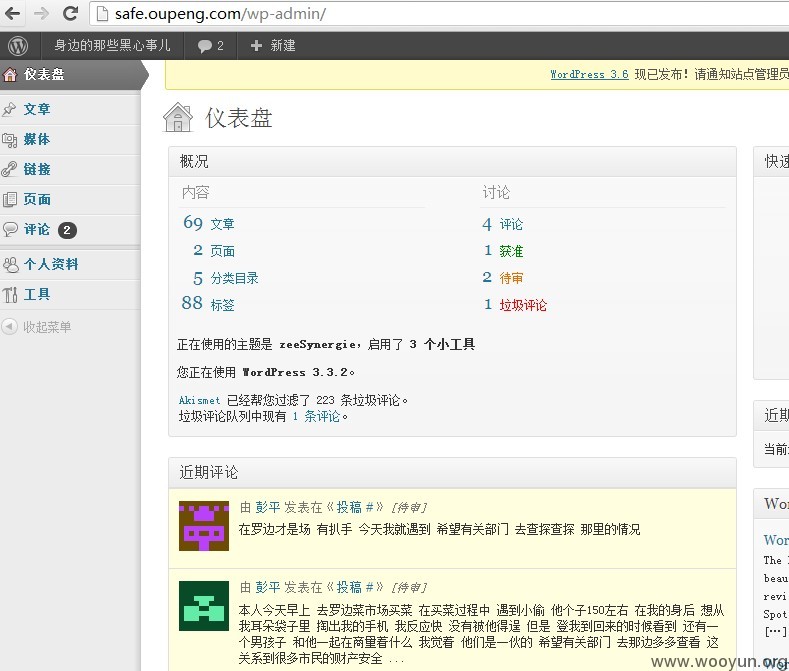 safe.oupeng.com/wp-admin/
身边的那些黑心事儿 2 新建
仪表盘
文章
媒体
链接
页面
评论 2
个人资料
工具
收起菜单
WordPress 3.6 现已发布！请通知站点管理员
仪表盘
概况
内容
69 文章
2 页面
5 分类目录
88 标签
讨论
4 评论
1 获准
2 待审
1 垃圾评论
正在使用的主题是 zeeSynergie，启用了 3 个小工具
您正在使用 WordPress 3.3.2。
Akismet 已经帮您过滤了 223 条垃圾评论。
垃圾评论队列中现有 1 条评论。
近期评论
由 彭平 发表在《投稿 #》 [待审]
在罗边才是场 有扒手 今天我就遇到 希望有关部门 去查探查探 那里的情况
由 彭平 发表在《投稿 #》 [待审]
本人今天早上 去罗边菜市场买菜 在买菜过程中 遇到小偷 他个子150左右 在我的身后 想从
我耳朵袋子里 掏出我的手机 我反应快 没有被他得逞 但是 登我到回来的时候看到 还有一
个男孩子 和他一起在商量着什么 我觉着 他们是一伙的 希望有关部门 去那边多多查看 这
关系到很多市民的财产安全 ...
快速
近期
当前
Wor
Wor
The
beau
revi
Spot
[…]
www.wooyun.org